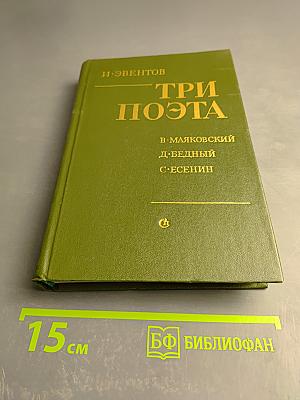 И·ЭВЕНТОВ
ТРИ
ПОЭТА
В·МАЯКОВСКИЙ
Д·БЕДНЫЙ
С·ЕСЕНИН
15 см
БФ БИБЛИОФАН